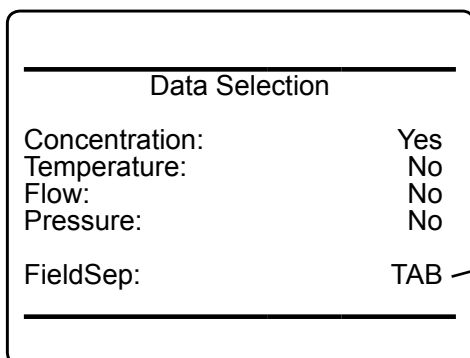 Data Selection
Concentration: Yes
Temperature: No
Flow: No
Pressure: No
FieldSep: TAB